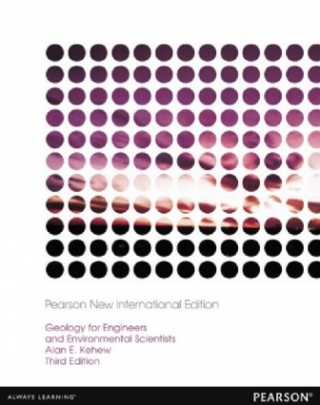 Pearson New International Edition
Geology for Engineers
and Environmental Scientists
Alan E. Kehew
Third Edition
ALWAYS LEARNING
PEARSON